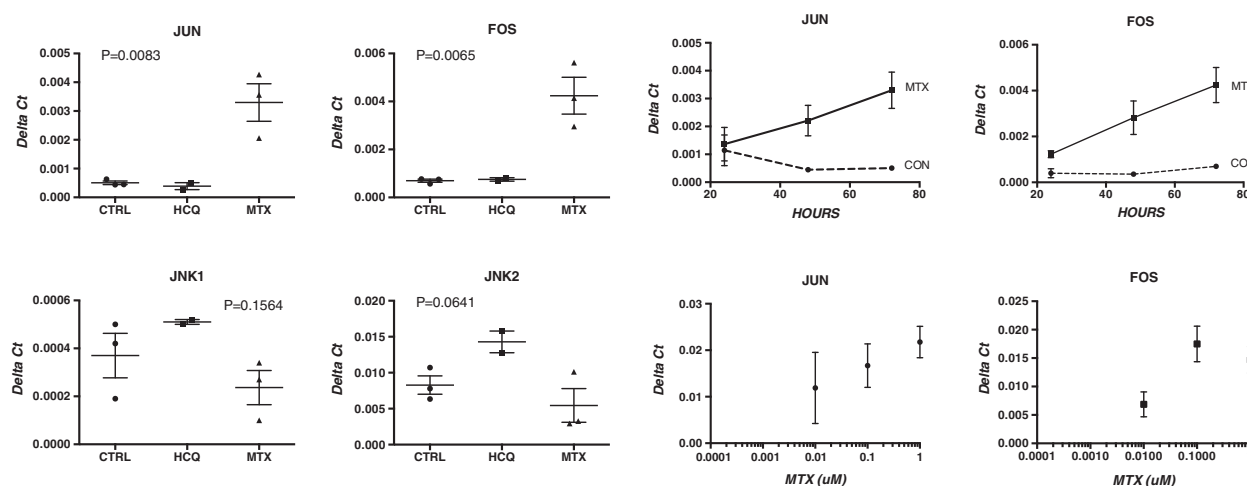 JUN
P=0.0083
0.005
0.004
0.003
0.002
0.001
0.000
Delta Ct
CTRL HCQ MTX
FOS
P=0.0065
0.006
0.004
0.002
0.000
Delta Ct
CTRL HCQ MTX
JUN
0.005
0.004
0.003
0.002
0.001
0.000
Delta Ct
MTX
CON
20 40 60 80
HOURS
FOS
0.006
0.004
0.002
0.000
Delta Ct
20 40 60 80
HOURS
JNK1
P=0.1564
0.0006
0.0004
0.0002
0.0000
Delta Ct
CTRL HCQ MTX
JNK2
P=0.0641
0.020
0.015
0.010
0.005
0.000
Delta Ct
CTRL HCQ MTX
JUN
0.03
0.02
0.01
0.00
Delta Ct
0.0001 0.001 0.01 0.1 1
MTX (uM)
FOS
0.025
0.020
0.015
0.010
0.005
0.000
Delta Ct
0.0001 0.0010 0.0100 0.1000
MTX (uM)